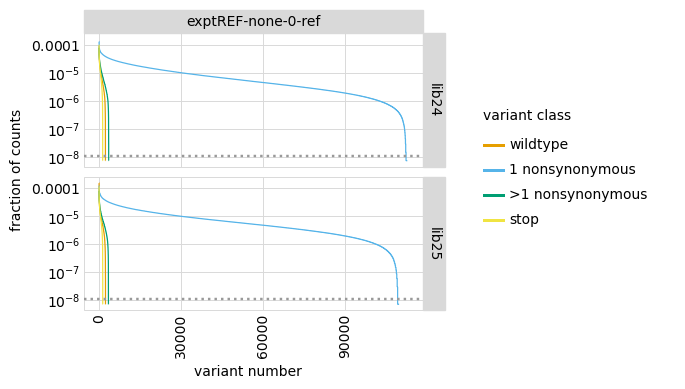 exptREF-none-0-ref
fraction of counts
0.0001
10⁻⁵
10⁻⁶
10⁻⁷
10⁻⁸
lib24
0.0001
10⁻⁵
10⁻⁶
10⁻⁷
10⁻⁸
lib25
0
30000
60000
90000
variant number
variant class
wildtype
1 nonsynonymous
>1 nonsynonymous
stop